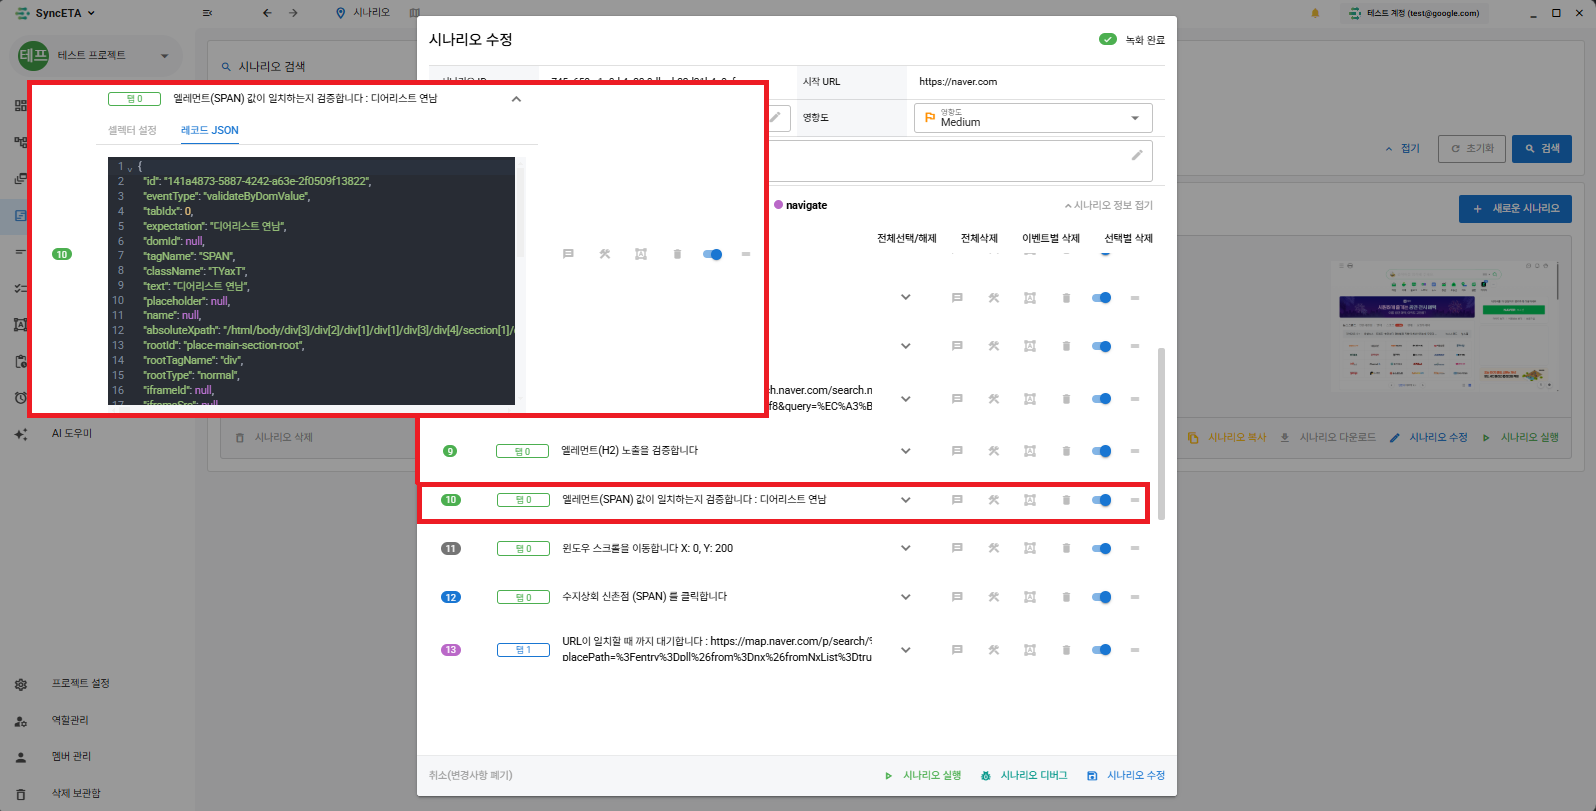 SyncETA
시나리오
테스트 계정 (test@google.com)
테프
테스트 프로젝트
시나리오 검색
시나리오 수정
녹화 완료
시작 URL
https://naver.com
영향도
영향도
Medium
접기
초기화
검색
navigate
시나리오 정보 접기
새로운 시나리오
전체선택/해제
전체삭제
이벤트별 삭제
선택별 삭제
탭 0
엘레먼트(SPAN) 값이 일치하는지 검증합니다 : 디어리스트 연남
셀렉터 설정
레코드 JSON
10
1 {
2 "id": "141a4873-5887-4242-a63e-2f0509f13822",
3 "eventType": "validateByDomValue",
4 "tabIdx": 0,
5 "expectation": "디어리스트 연남",
6 "domId": null,
7 "tagName": "SPAN",
8 "className": "TYaxT",
9 "text": "디어리스트 연남",
10 "placeholder": null,
11 "name": null,
12 "absoluteXpath": "/html/body/div[3]/div[2]/div[1]/div[1]/div[3]/div[4]/section[1]/
13 "rootId": "place-main-section-root",
14 "rootTagName": "div",
15 "rootType": "normal",
16 "iframeId": null,
17 "iframeSrc": null
ch.naver.com/search.n
f8&query=%EC%A3%B
AI 도우미
시나리오 삭제
시나리오 복사
시나리오 다운로드
시나리오 수정
시나리오 실행
9 탭 0 엘레먼트(H2) 노출을 검증합니다
10 탭 0 엘레먼트(SPAN) 값이 일치하는지 검증합니다 : 디어리스트 연남
11 탭 0 윈도우 스크롤을 이동합니다 X: 0, Y: 200
12 탭 0 수지상회 신촌점 (SPAN) 를 클릭합니다
13 탭 1 URL이 일치할 때 까지 대기합니다 : https://map.naver.com/p/search/%
placePath=%3Fentry%3Dpll%26from%3Dnx%26fromNxList%3Dtru
프로젝트 설정
역할관리
멤버 관리
삭제 보관함
취소(변경사항 폐기)
시나리오 실행
시나리오 디버그
시나리오 수정